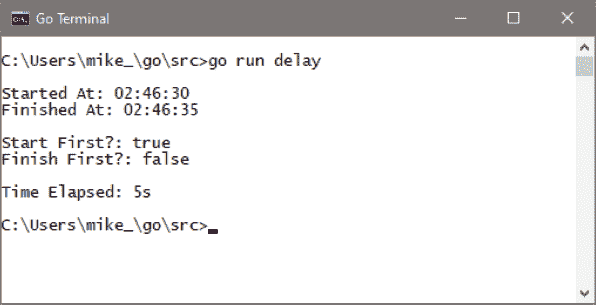 Go Terminal
C:\Users\mike_\go\src>go run delay
Started At: 02:46:30
Finished At: 02:46:35
Start First?: true
Finish First?: false
Time Elapsed: 5s
C:\Users\mike_\go\src>